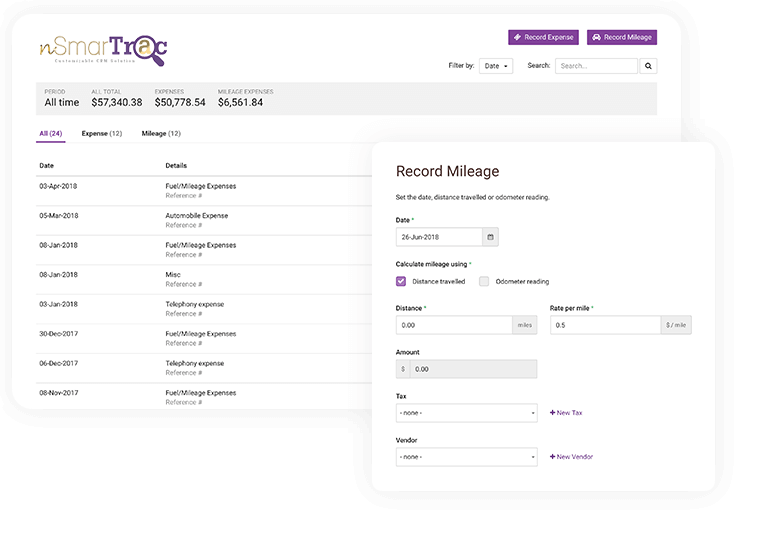 nSmarTrac
Customizable CRM Solution
Record Expense
Record Mileage
Filter by:
Date
Search:
Search...
PERIOD
All time
ALL TOTAL
$57,340.38
EXPENSES
$50,778.54
MILEAGE EXPENSES
$6,561.84
All (24)
Expense (12)
Mileage (12)
Date
Details
03-Apr-2018
Fuel/Mileage Expenses
Reference #
05-Mar-2018
Automobile Expense
Reference #
08-Jan-2018
Fuel/Mileage Expenses
Reference #
08-Jan-2018
Misc
Reference #
03-Jan-2018
Telephony expense
Reference #
30-Dec-2017
Fuel/Mileage Expenses
Reference #
06-Dec-2017
Telephony expense
Reference #
08-Nov-2017
Fuel/Mileage Expenses
Reference #
Record Mileage
Set the date, distance travelled or odometer reading.
Date *
26-Jun-2018
Calculate mileage using *
Distance travelled
Odometer reading
Distance *
0.00
miles
Rate per mile *
0.5
$ / mile
Amount
$
0.00
Tax
- none -
+ New Tax
Vendor
- none -
+ New Vendor